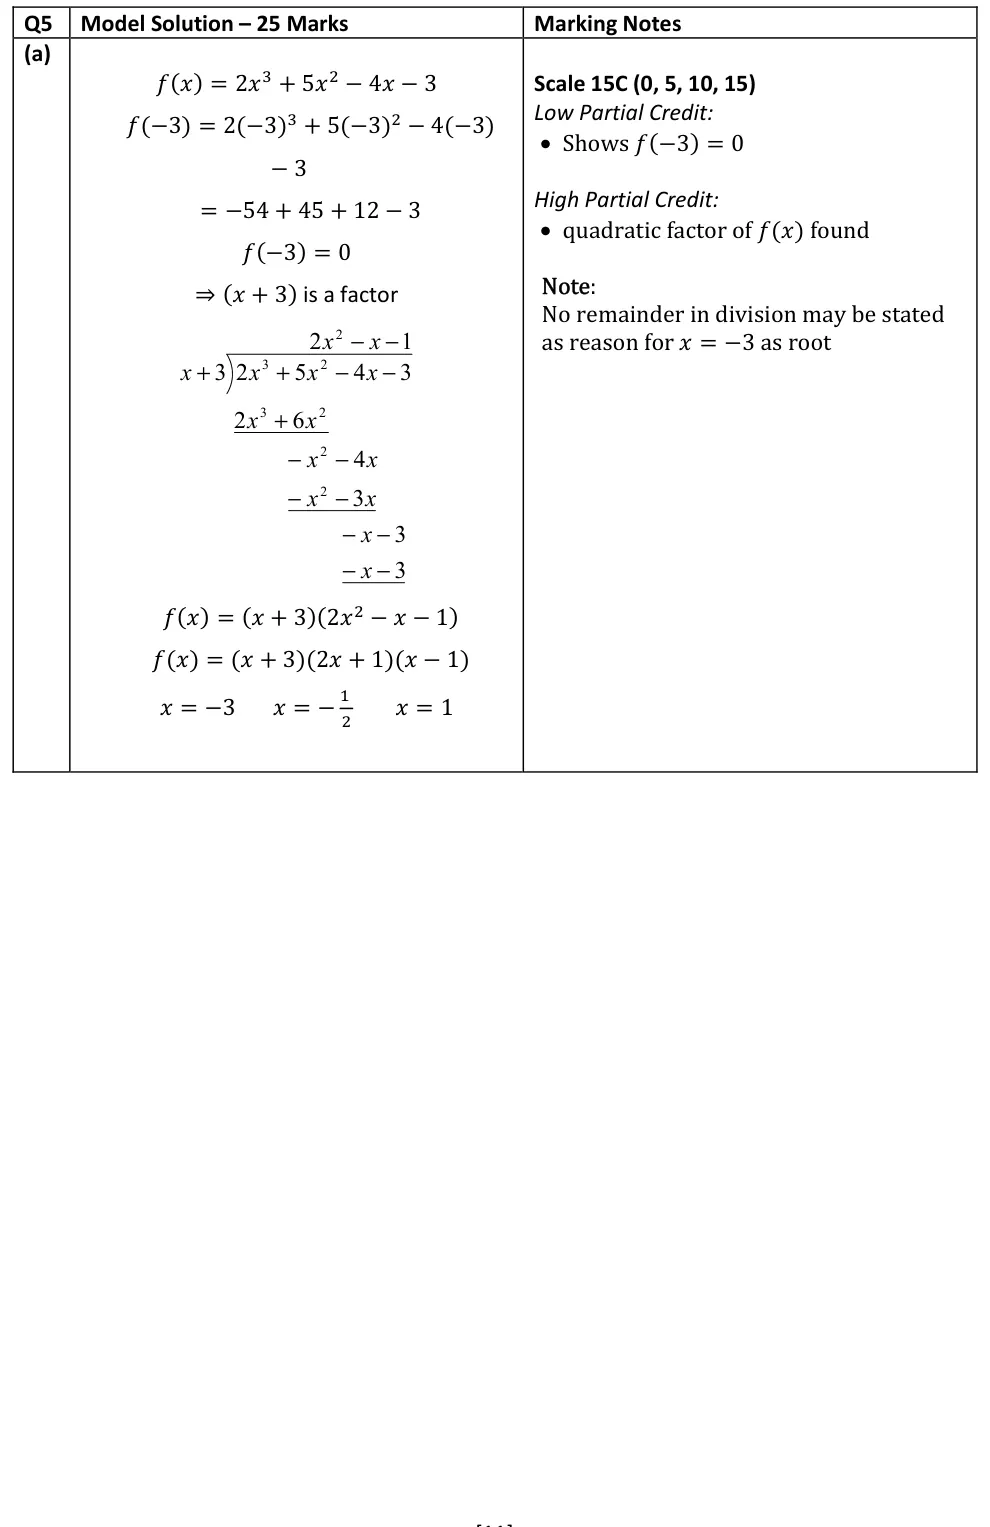 Q5 Model Solution – 25 Marks Marking Notes
(a)
f(x) = 2x³ + 5x² − 4x − 3
f(−3) = 2(−3)³ + 5(−3)² − 4(−3)
− 3
= −54 + 45 + 12 − 3
f(−3) = 0
⇒ (x + 3) is a factor
2x² − x − 1
x + 3)2x³ + 5x² − 4x − 3
2x³ + 6x²
− x² − 4x
− x² − 3x
− x − 3
− x − 3
f(x) = (x + 3)(2x² − x − 1)
f(x) = (x + 3)(2x + 1)(x − 1)
x = −3 x = −1/2 x = 1
Scale 15C (0, 5, 10, 15)
Low Partial Credit:
• Shows f(−3) = 0
High Partial Credit:
• quadratic factor of f(x) found
Note:
No remainder in division may be stated
as reason for x = −3 as root